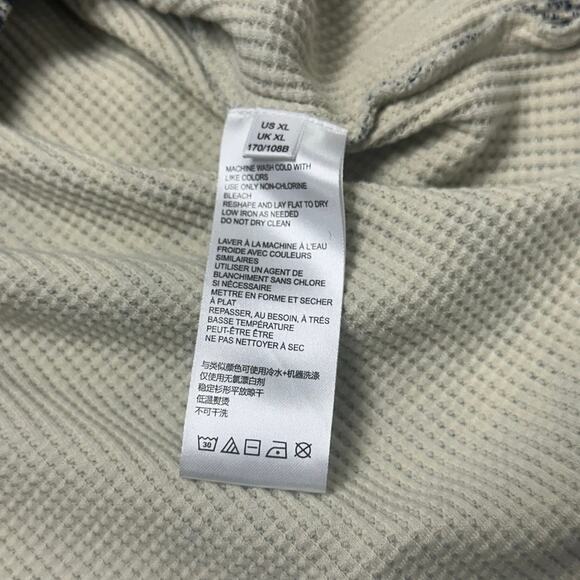 US XL
UK XL
170/108B
MACHINE WASH COLD WITH
LIKE COLORS
USE ONLY NON-CHLORINE
BLEACH
RESHAPE AND LAY FLAT TO DRY
LOW IRON AS NEEDED
DO NOT DRY CLEAN
LAVER À LA MACHINE À L'EAU
FROIDE AVEC COULEURS
SIMILAIRES
UTILISER UN AGENT DE
BLANCHIMENT SANS CHLORE
SI NÉCESSAIRE
METTRE EN FORME ET SECHER
À PLAT
REPASSER, AU BESOIN, À TRÉS
BASSE TEMPÉRATURE
PEUT-ÊTRE ÊTRE
NE PAS NETTOYER À SEC
与类似颜色可使用冷水+机器洗涤
仅使用无氯漂白剂
稳定衫形平放晾干
低温熨烫
不可干洗
30